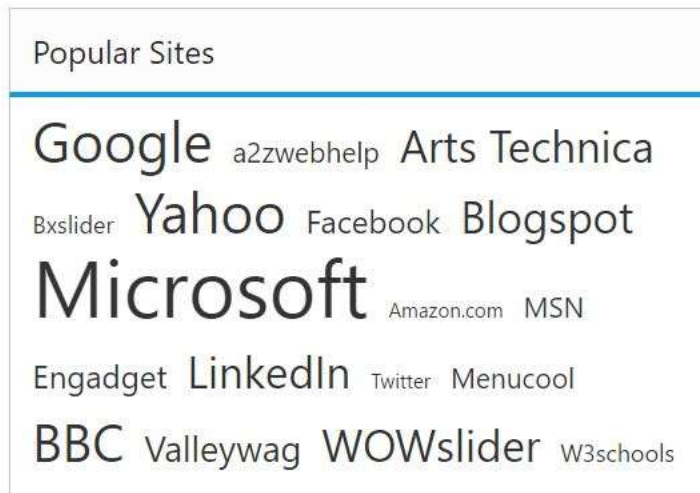 Popular Sites
Google a2zwebhelp Arts Technica
Bxslider Yahoo Facebook Blogspot
Microsoft Amazon.com MSN
Engadget LinkedIn Twitter Menucool
BBC Valleywag WOWslider W3schools